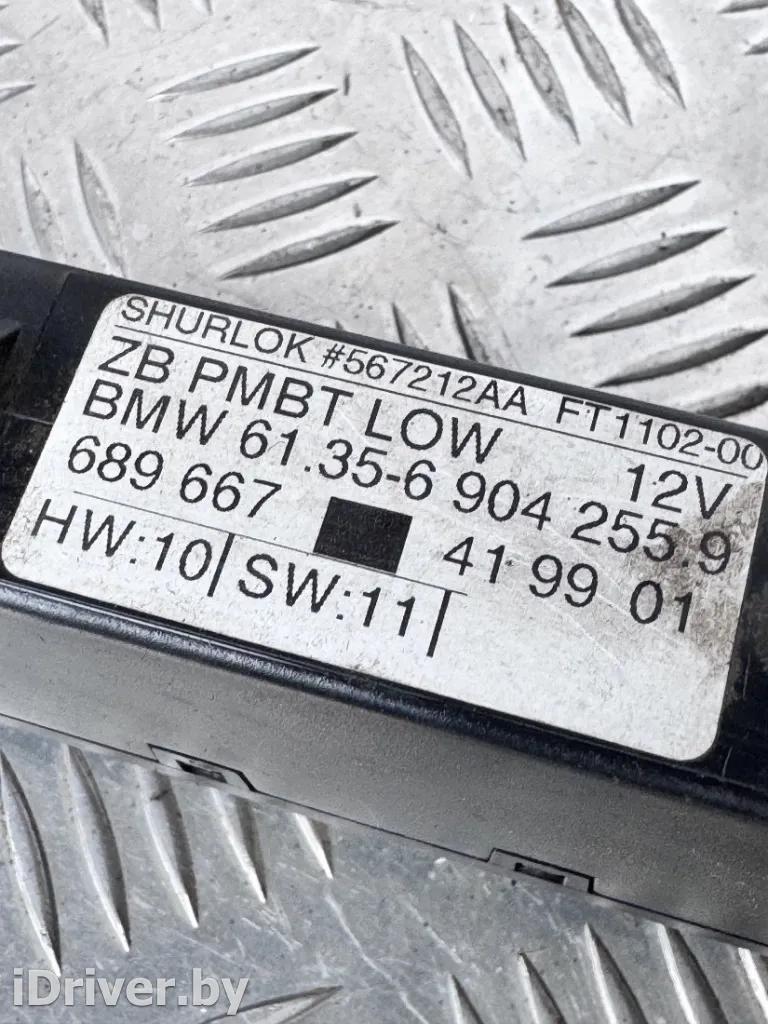 SHURLOK #567212AA FT1102-00
ZB PMBT LOW 12V
BMW 61.35-6 904 255.9
689 667 41 99 01
HW:10 SW:11
iDriver.by